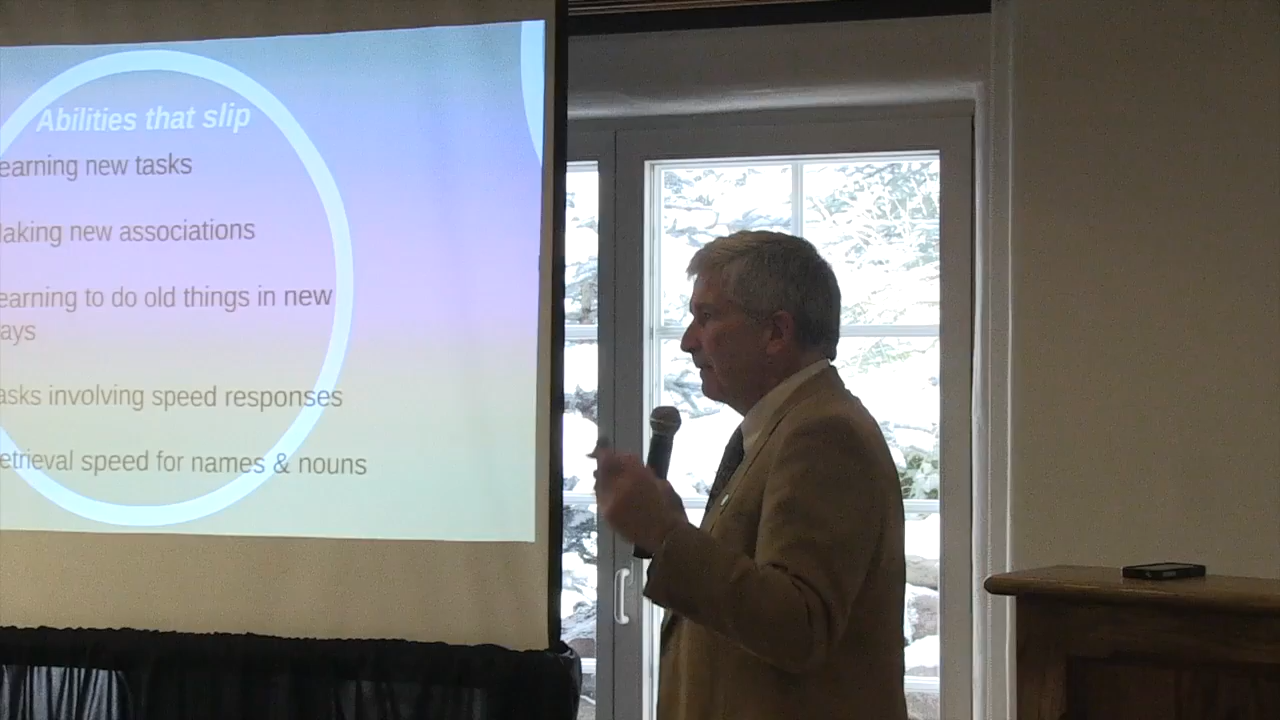 Abilities that slip
earning new tasks
aking new associations
earning to do old things in new
ays
asks involving speed responses
etrieval speed for names & nouns